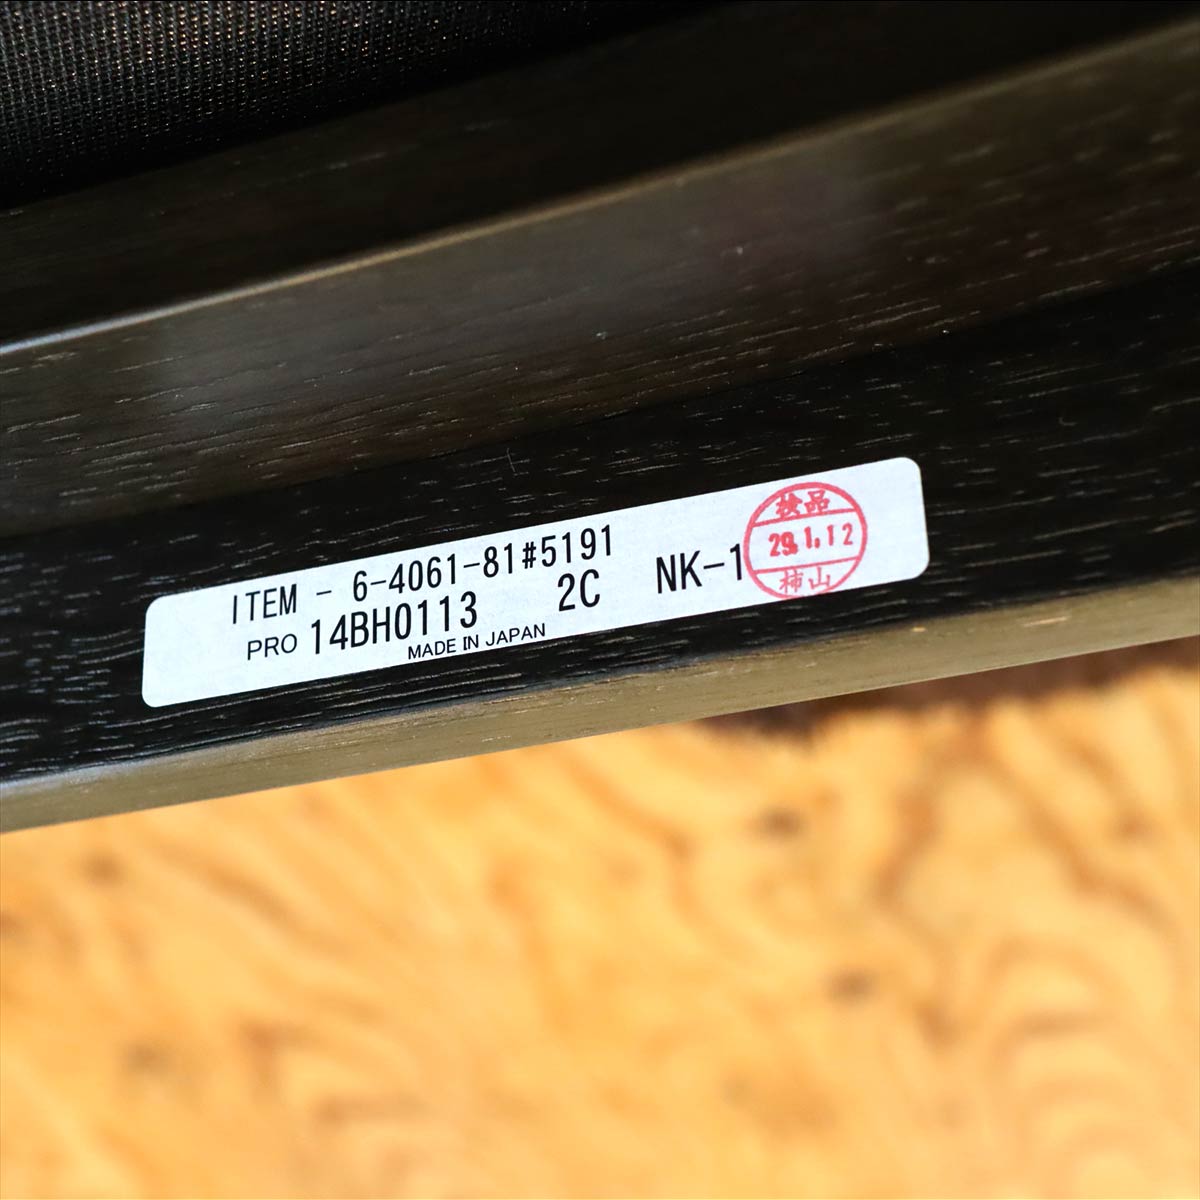 ITEM - 6-4061-81#5191
PRO 14BH0113 2C NK-1
MADE IN JAPAN
検品
29.1.12
柿山